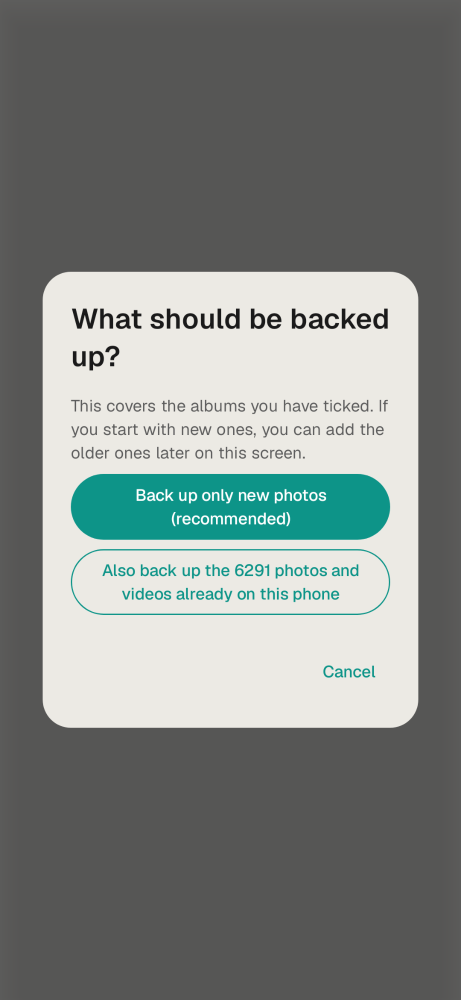 What should be backed
up?
This covers the albums you have ticked. If
you start with new ones, you can add the
older ones later on this screen.
Back up only new photos
(recommended)
Also back up the 6291 photos and
videos already on this phone
Cancel